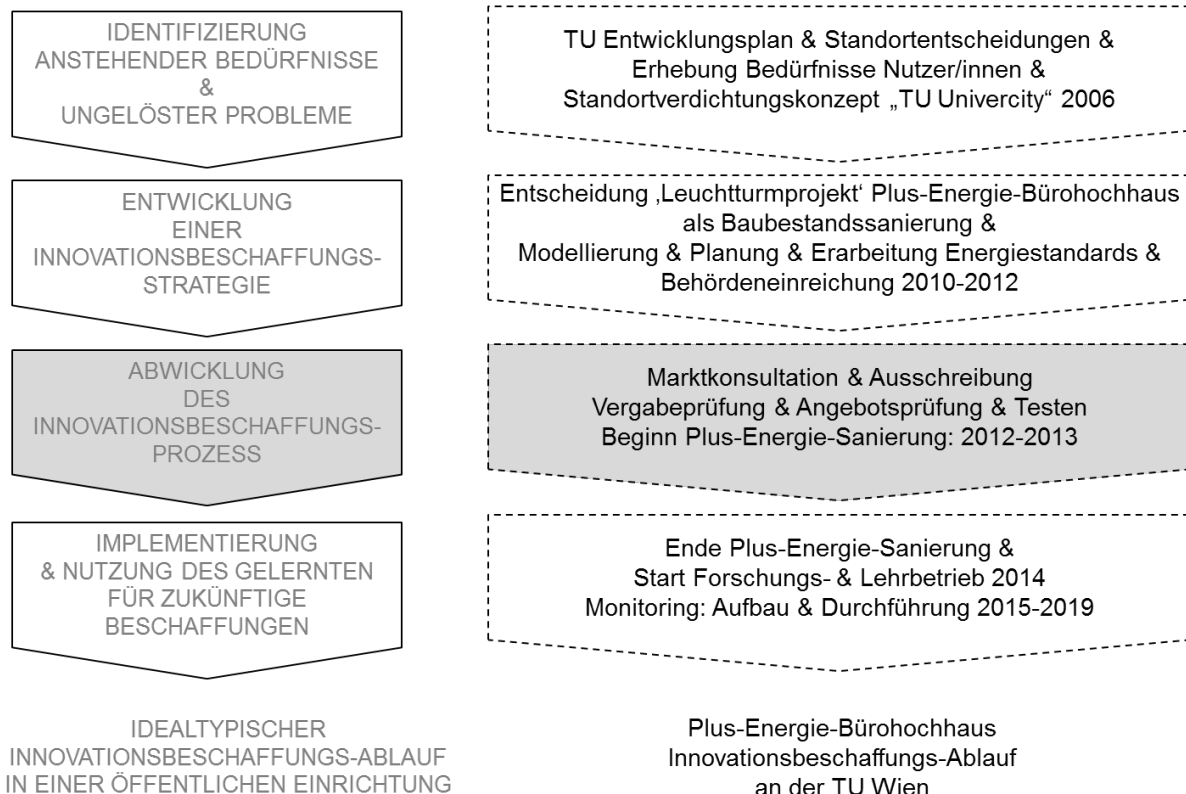 IDENTIFIZIERUNG
ANSTEHENDER BEDÜRFNISSE
&
UNGELÖSTER PROBLEME
TU Entwicklungsplan & Standortentscheidungen &
Erhebung Bedürfnisse Nutzer/innen &
Standortverdichtungskonzept „TU Univercity“ 2006
ENTWICKLUNG
EINER
INNOVATIONSBESCHAFFUNGS-
STRATEGIE
Entscheidung ‚Leuchtturmprojekt‘ Plus-Energie-Bürohochhaus
als Baubestandssanierung &
Modellierung & Planung & Erarbeitung Energiestandards &
Behördeneinreichung 2010-2012
ABWICKLUNG
DES
INNOVATIONSBESCHAFFUNGS-
PROZESS
Marktkonsultation & Ausschreibung
Vergabeprüfung & Angebotsprüfung & Testen
Beginn Plus-Energie-Sanierung: 2012-2013
IMPLEMENTIERUNG
& NUTZUNG DES GELERNTEN
FÜR ZUKÜNFTIGE
BESCHAFFUNGEN
Ende Plus-Energie-Sanierung &
Start Forschungs- & Lehrbetrieb 2014
Monitoring: Aufbau & Durchführung 2015-2019
IDEALTYPISCHER
INNOVATIONSBESCHAFFUNGS-ABLAUF
IN EINER ÖFFENTLICHEN EINRICHTUNG
Plus-Energie-Bürohochhaus
Innovationsbeschaffungs-Ablauf
an der TU Wien